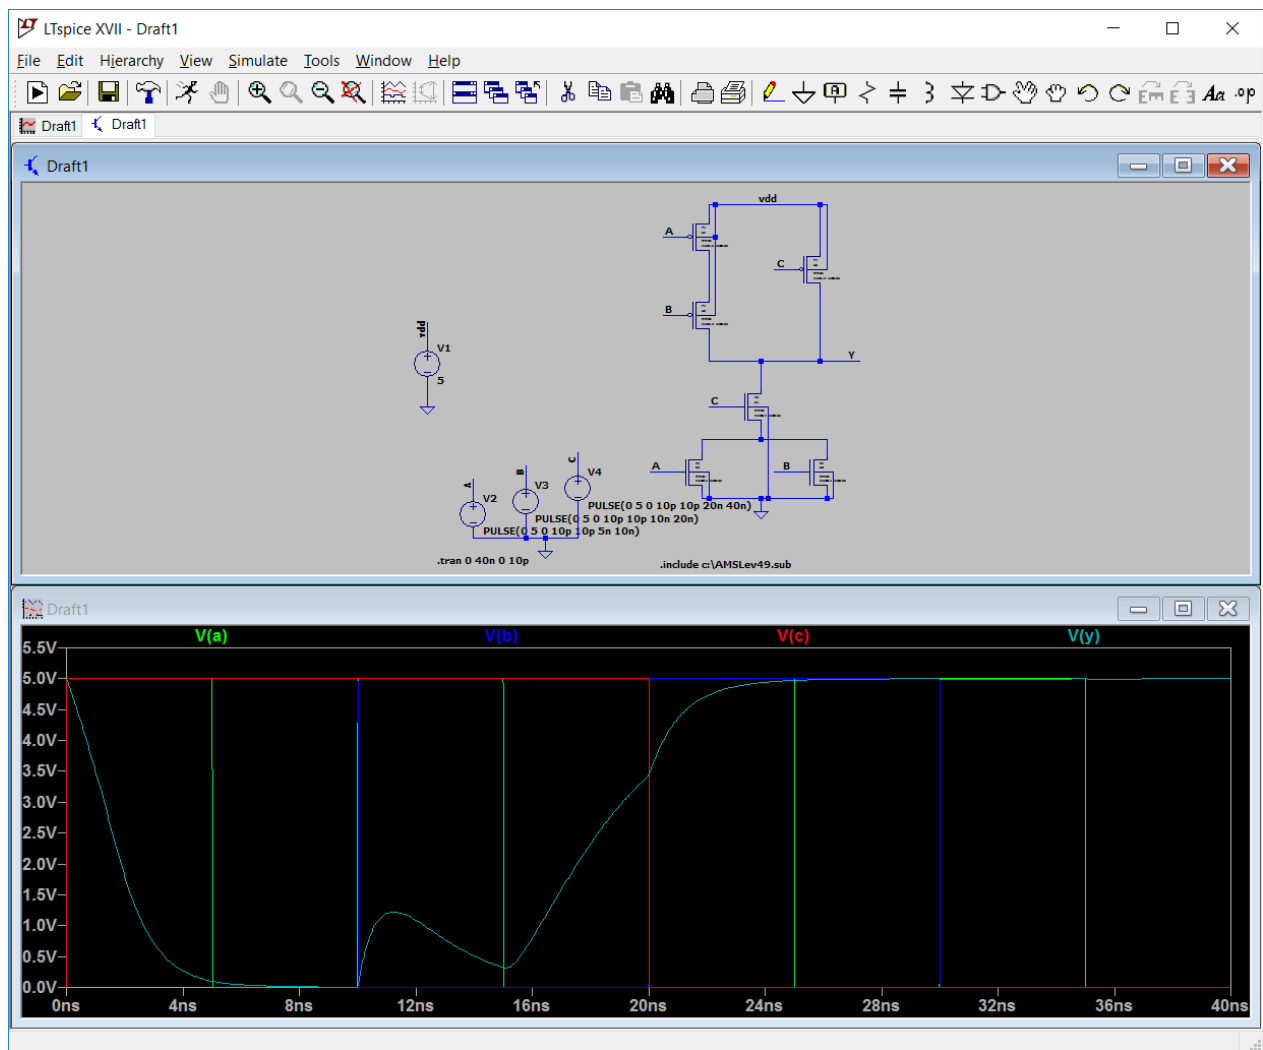 LTspice XVII - Draft1
File Edit Hierarchy View Simulate Tools Window Help
Aa .op
Draft1 Draft1
Draft1
vdd
A
C
B
vdd
V1
5
Y
C
A
B
C
V4
B
V3
A
V2
PULSE(0 5 0 10p 10p 20n 40n)
PULSE(0 5 0 10p 10p 10n 20n)
PULSE(0 5 0 10p 10p 5n 10n)
.tran 0 40n 0 10p
.include c:\AMSLev49.sub
Draft1
V(a) V(b) V(c) V(y)
5.5V
5.0V
4.5V
4.0V
3.5V
3.0V
2.5V
2.0V
1.5V
1.0V
0.5V
0.0V
0ns 4ns 8ns 12ns 16ns 20ns 24ns 28ns 32ns 36ns 40ns